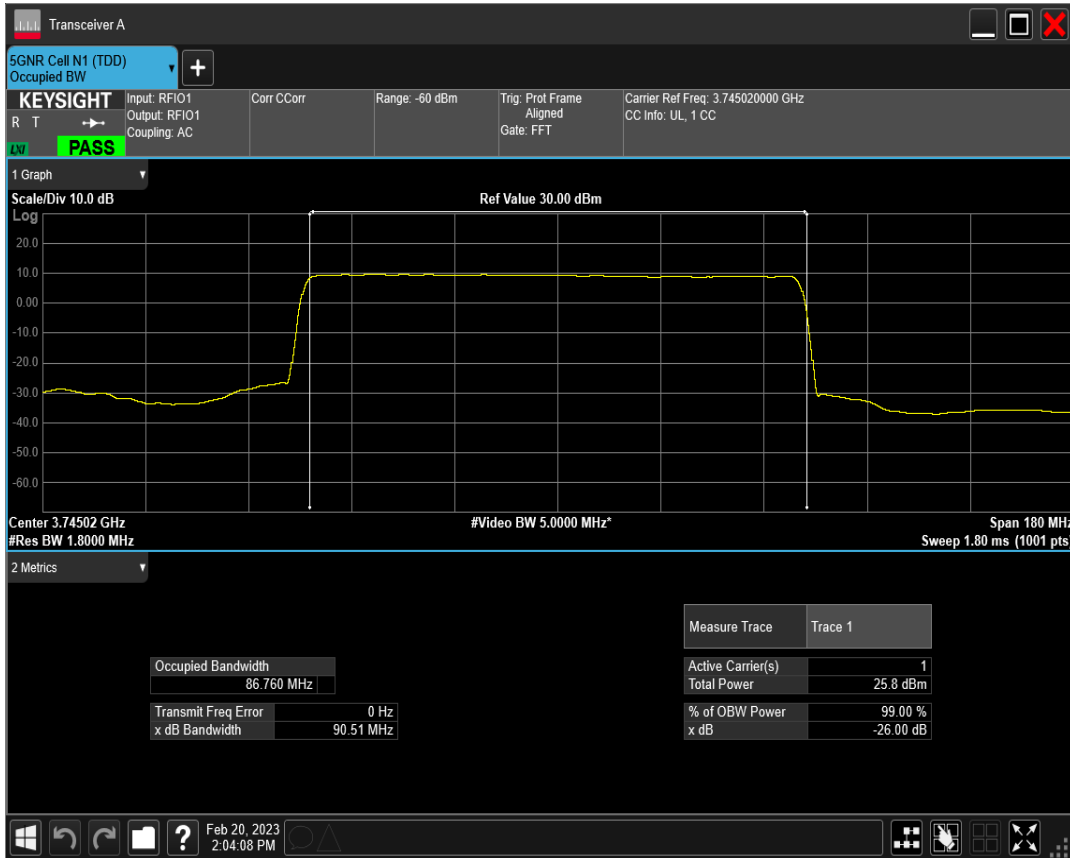 Transceiver A
5GNR Cell N1 (TDD)
Occupied BW
KEYSIGHT
R T
LXI
PASS
Input: RFIO1
Output: RFIO1
Coupling: AC
Corr CCorr
Range: -60 dBm
Trig: Prot Frame
Aligned
Gate: FFT
Carrier Ref Freq: 3.745020000 GHz
CC Info: UL, 1 CC
1 Graph
Scale/Div 10.0 dB
Ref Value 30.00 dBm
Log
20.0
10.0
0.00
-10.0
-20.0
-30.0
-40.0
-50.0
-60.0
Center 3.74502 GHz
#Video BW 5.0000 MHz*
Span 180 MHz
#Res BW 1.8000 MHz
Sweep 1.80 ms (1001 pts)
2 Metrics
Measure Trace Trace 1
Occupied Bandwidth
86.760 MHz
Transmit Freq Error 0 Hz
x dB Bandwidth 90.51 MHz
Active Carrier(s) 1
Total Power 25.8 dBm
% of OBW Power 99.00 %
x dB -26.00 dB
?
Feb 20, 2023
2:04:08 PM